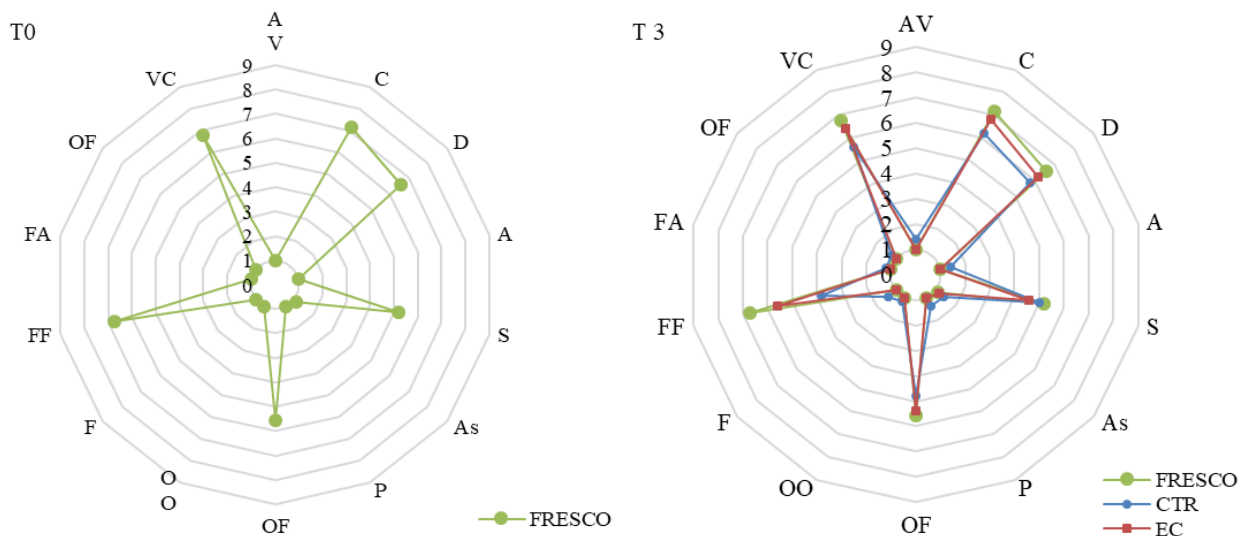 T0
A
V
C
D
A
S
As
P
OF
O
O
F
FF
FA
OF
VC
9
8
7
6
5
4
3
2
1
0
FRESCO
T 3
AV
C
D
A
S
As
P
OF
OO
F
FF
FA
OF
VC
9
8
7
6
5
4
3
2
1
0
FRESCO
CTR
EC